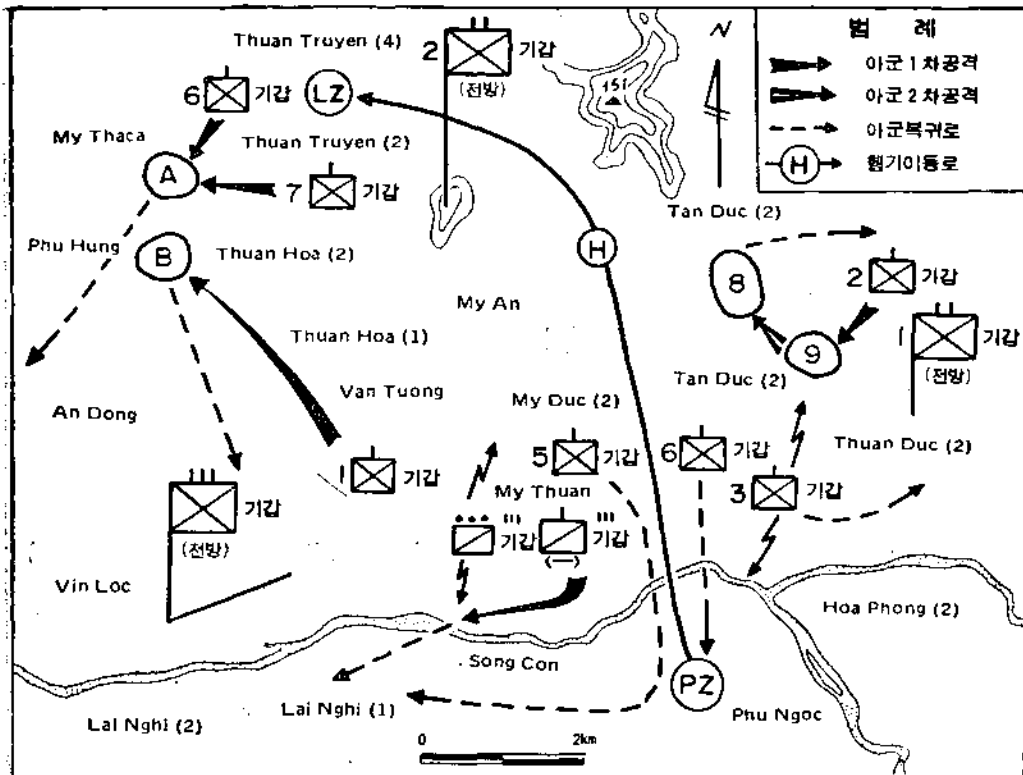 범 례
아군 1 차공격
아군 2 차공격
아군복귀로
H 헬기이동로
N
Thuan Truyen (4)
2 기갑
(전방)
151
6 기갑
LZ
My Thaca
Thuan Truyen (2)
A
7 기갑
Tan Duc (2)
Phu Hung
B
Thuan Hoa (2)
H
8
2 기갑
My An
Thuan Hoa (1)
9
1 기갑
(전방)
Van Tuong
Tan Duc (2)
An Dong
My Duc (2)
Thuan Duc (2)
1 기갑
5 기갑
6 기갑
3 기갑
My Thuan
기갑
(전방)
기갑
기갑
(—)
Vin Loc
Hoa Phong (2)
Song Con
PZ
Phu Ngoc
Lai Nghi (1)
Lai Nghi (2)
0 2km